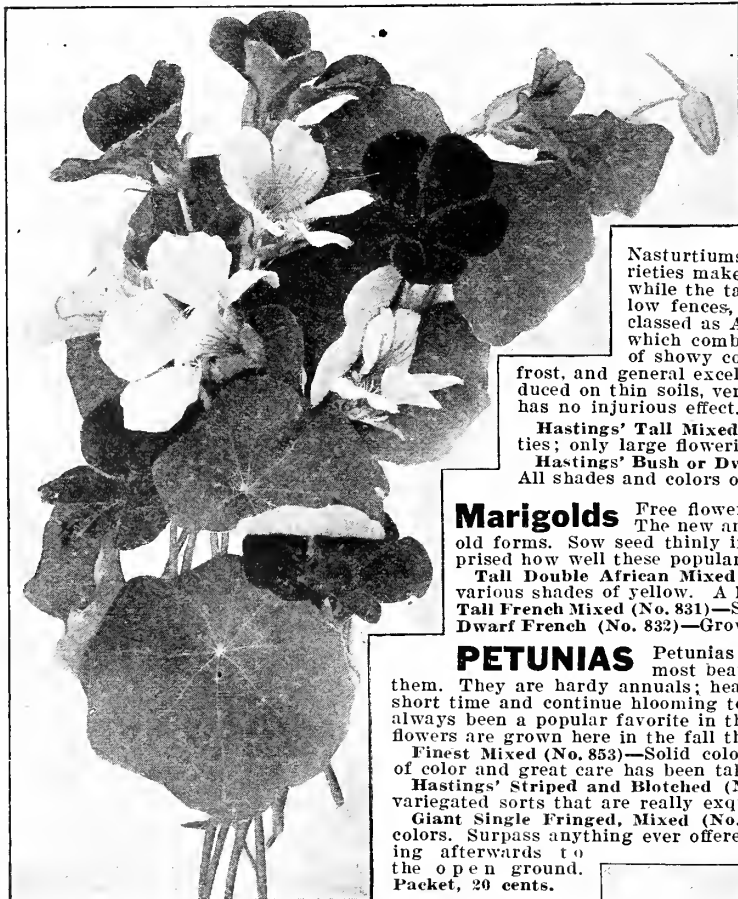 Nasturtiums
rieties make
while the ta
low fences,
classed as A
which comb
of showy co
frost, and general excel
duced on thin soils, ver
has no injurious effect.
Hastings' Tall Mixed
ties; only large floweri
Hastings' Bush or Dw
All shades and colors o
Marigolds Free flower
The new an
old forms. Sow seed thinly i
prised how well these popular
Tall Double African Mixed
various shades of yellow. A
Tall French Mixed (No. 831)—S
Dwarf French (No. 832)—Grov
PETUNIAS Petunias
most beau
them. They are hardy annuals; hea
short time and continue hlooming to
always been a popular favorite in th
flowers are grown here in the fall th
Finest Mixed (No. 853)—Solid colo
of color and great care has been tal
Hastings' Striped and Blotched (N
variegated sorts that are really exq
Giant Single Fringed, Mixed (No.
colors. Surpass anything ever offere
ing afterwards to
the open ground.
Packet, 20 cents.